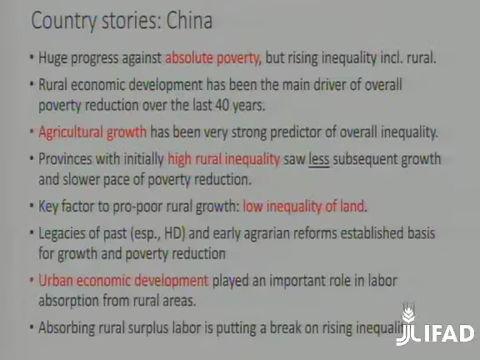 Country stories: China
• Huge progress against absolute poverty, but rising inequality incl. rural.
• Rural economic development has been the main driver of overall
poverty reduction over the last 40 years.
• Agricultural growth has been very strong predictor of overall inequality.
• Provinces with initially high rural inequality saw less subsequent growth
and slower pace of poverty reduction.
• Key factor to pro-poor rural growth: low inequality of land.
• Legacies of past (esp., HD) and early agrarian reforms established basis
for growth and poverty reduction
• Urban economic development played an important role in labor
absorption from rural areas.
• Absorbing rural surplus labor is putting a break on rising inequality
JLIFAD